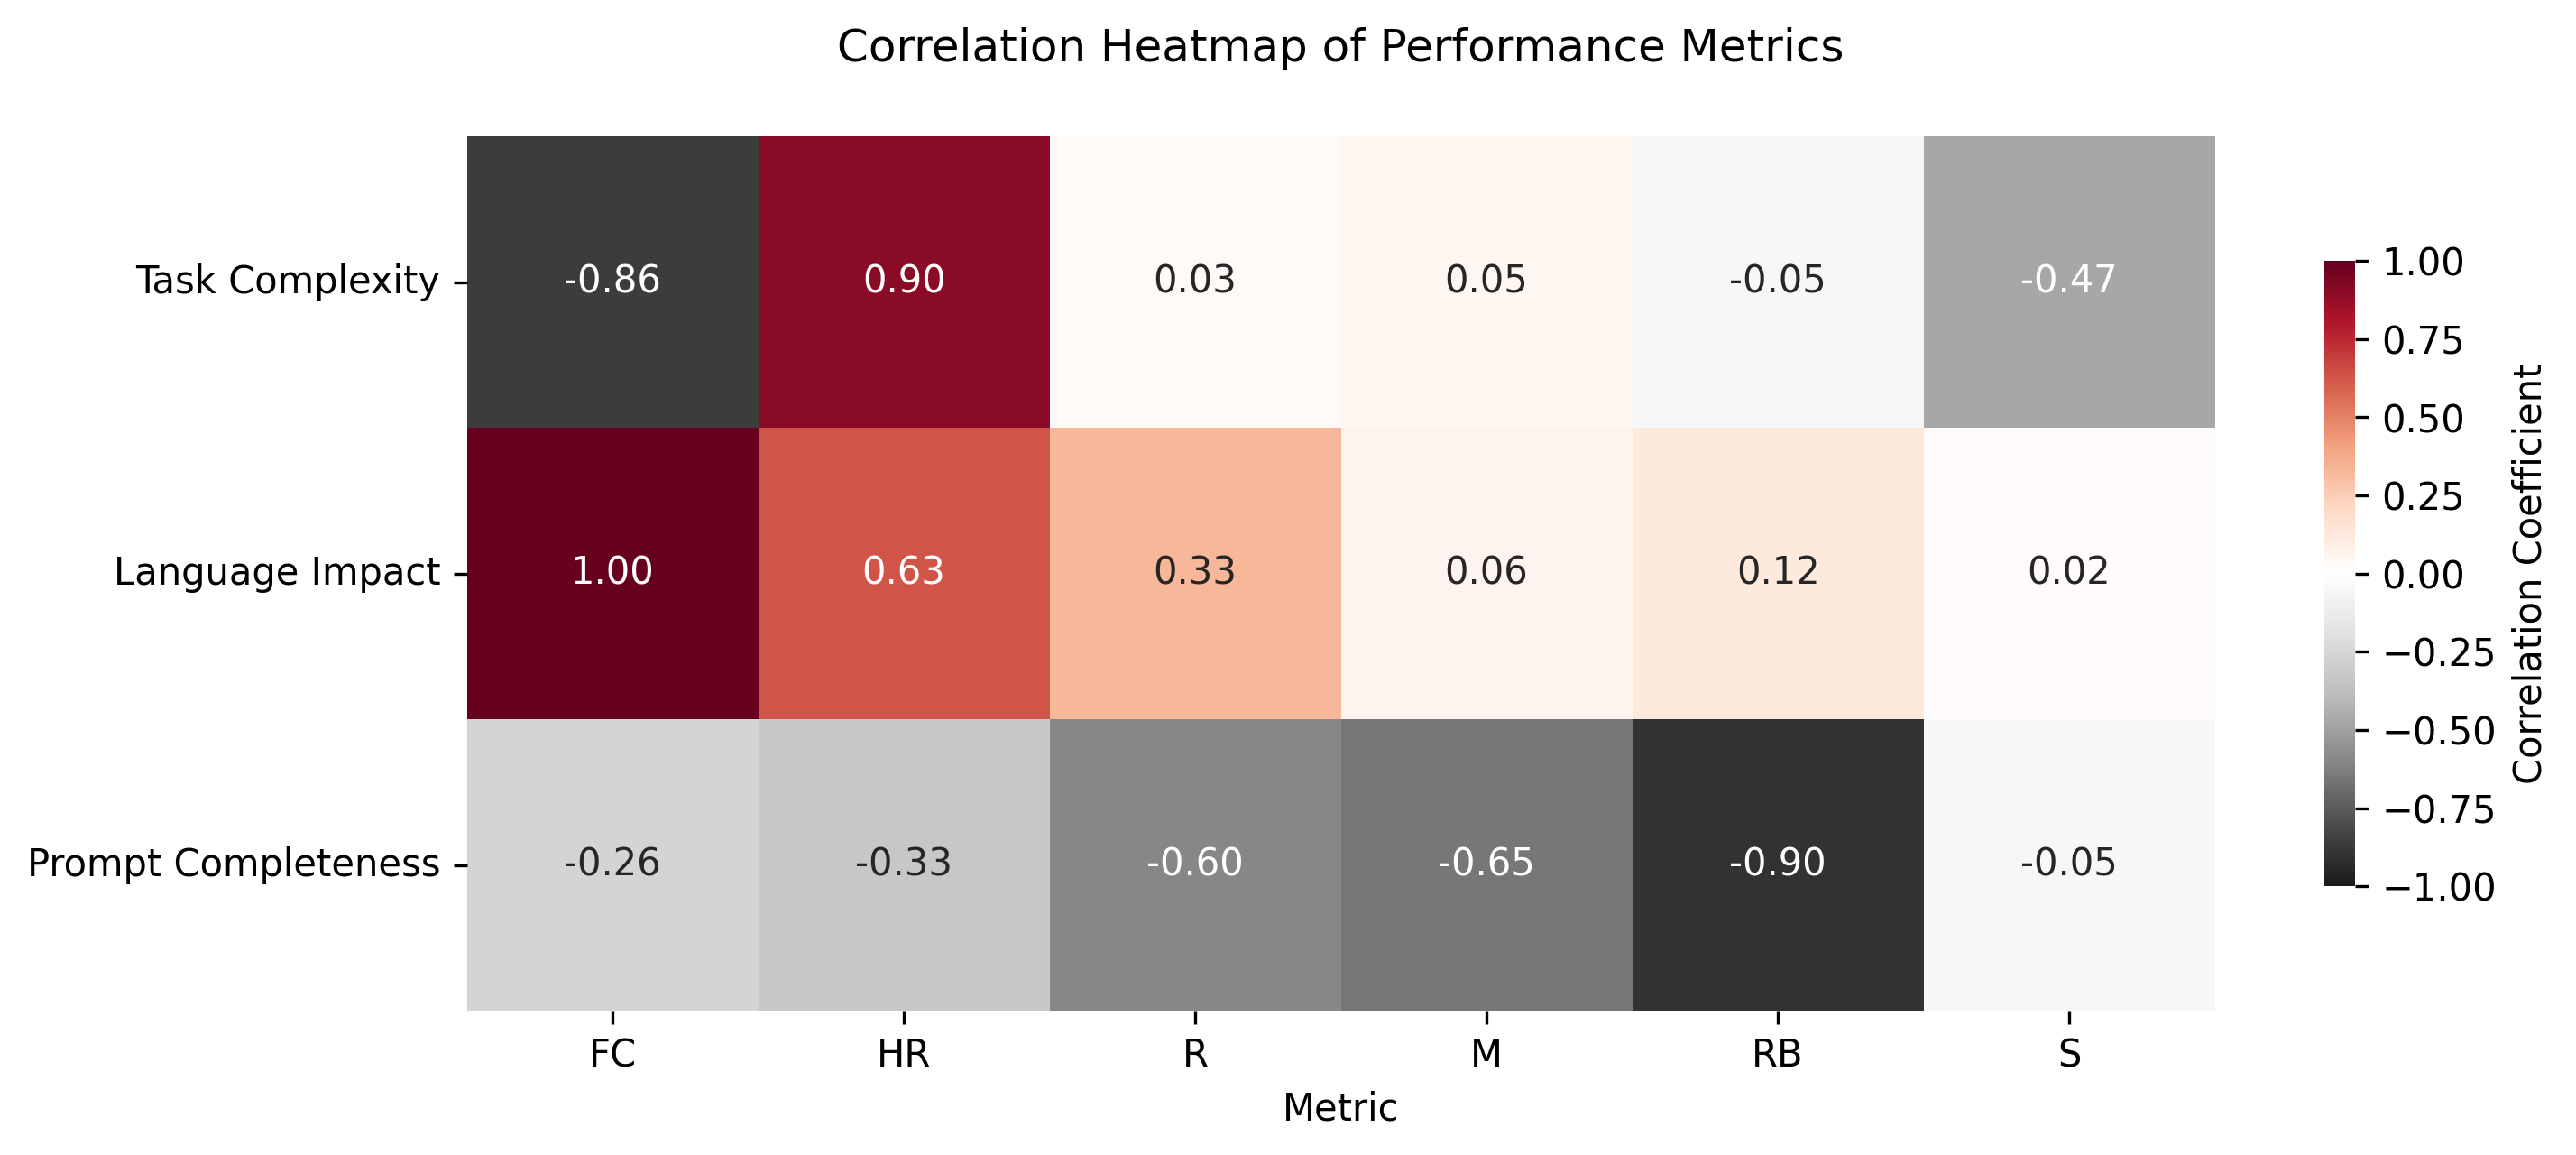 Correlation Heatmap of Performance Metrics
Task Complexity -0.86 0.90 0.03 0.05 -0.05 -0.47
Language Impact 1.00 0.63 0.33 0.06 0.12 0.02
Prompt Completeness -0.26 -0.33 -0.60 -0.65 -0.90 -0.05
FC HR R M RB S
Metric
1.00
0.75
0.50
0.25
0.00
−0.25
−0.50
−0.75
−1.00
Correlation Coefficient